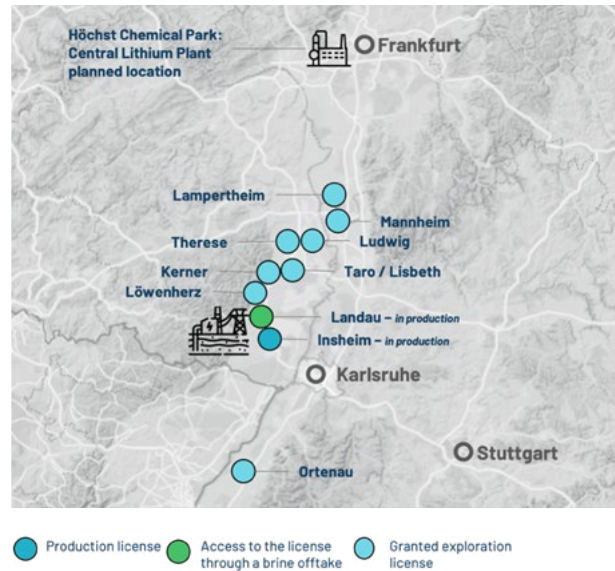 Höchst Chemical Park:
Central Lithium Plant
planned location
Frankfurt
Lampertheim
Mannheim
Therese
Ludwig
Kerner
Taro / Lisbeth
Löwenherz
Landau – in production
Insheim – in production
Karlsruhe
Stuttgart
Ortenau
Production license
Access to the license
through a brine offtake
Granted exploration
license